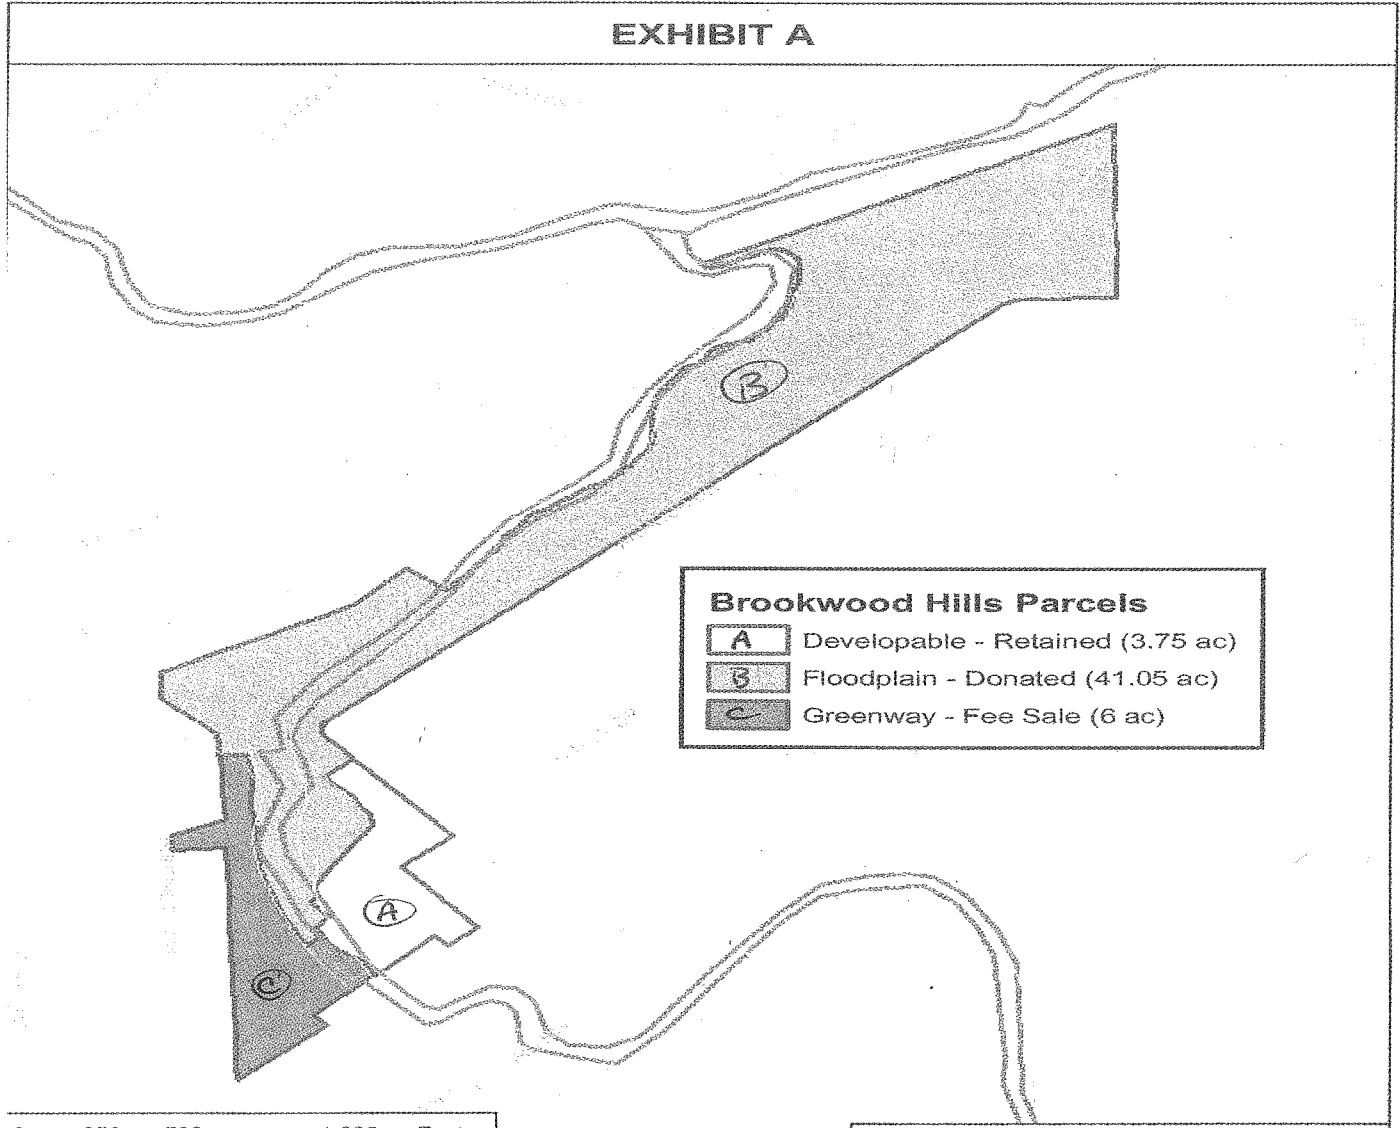 EXHIBIT A
B
Brookwood Hills Parcels
A Developable - Retained (3.75 ac)
B Floodplain - Donated (41.05 ac)
C Greenway - Fee Sale (6 ac)
A
C